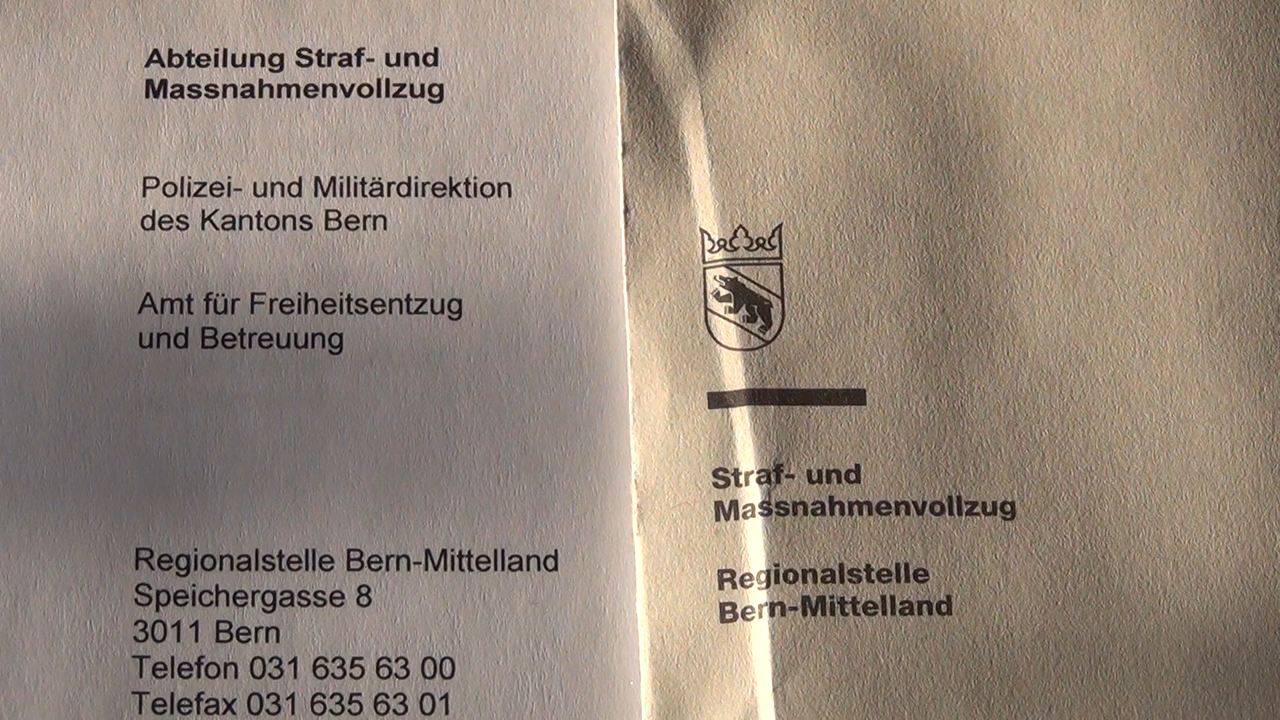 Abteilung Straf- und
Massnahmenvollzug
Polizei- und Militärdirektion
des Kantons Bern
Amt für Freiheitsentzug
und Betreuung
Regionalstelle Bern-Mittelland
Speichergasse 8
3011 Bern
Telefon 031 635 63 00
Telefax 031 635 63 01
Straf- und
Massnahmenvollzug
Regionalstelle
Bern-Mittelland